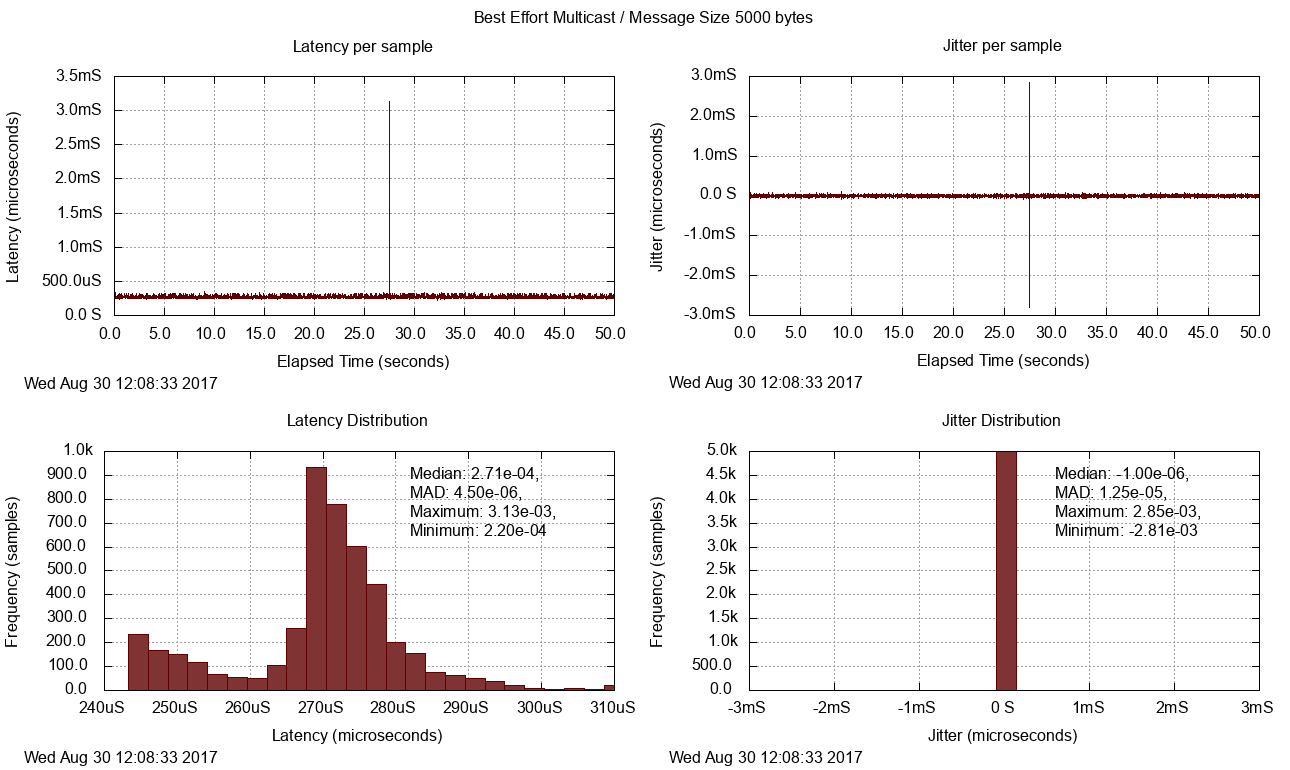 Best Effort Multicast / Message Size 5000 bytes
Latency per sample
3.5mS
3.0mS
2.5mS
2.0mS
1.5mS
1.0mS
500.0uS
0.0 S
Latency (microseconds)
0.0 5.0 10.0 15.0 20.0 25.0 30.0 35.0 40.0 45.0 50.0
Elapsed Time (seconds)
Wed Aug 30 12:08:33 2017
Jitter per sample
3.0mS
2.0mS
1.0mS
0.0 S
-1.0mS
-2.0mS
-3.0mS
Jitter (microseconds)
0.0 5.0 10.0 15.0 20.0 25.0 30.0 35.0 40.0 45.0 50.0
Elapsed Time (seconds)
Wed Aug 30 12:08:33 2017
Latency Distribution
1.0k
900.0
800.0
700.0
600.0
500.0
400.0
300.0
200.0
100.0
0.0
Frequency (samples)
Median: 2.71e-04,
MAD: 4.50e-06,
Maximum: 3.13e-03,
Minimum: 2.20e-04
240uS 250uS 260uS 270uS 280uS 290uS 300uS 310uS
Latency (microseconds)
Wed Aug 30 12:08:33 2017
Jitter Distribution
5.0k
4.5k
4.0k
3.5k
3.0k
2.5k
2.0k
1.5k
1.0k
500.0
0.0
Frequency (samples)
Median: -1.00e-06,
MAD: 1.25e-05,
Maximum: 2.85e-03,
Minimum: -2.81e-03
-3mS -2mS -1mS 0 S 1mS 2mS 3mS
Jitter (microseconds)
Wed Aug 30 12:08:33 2017